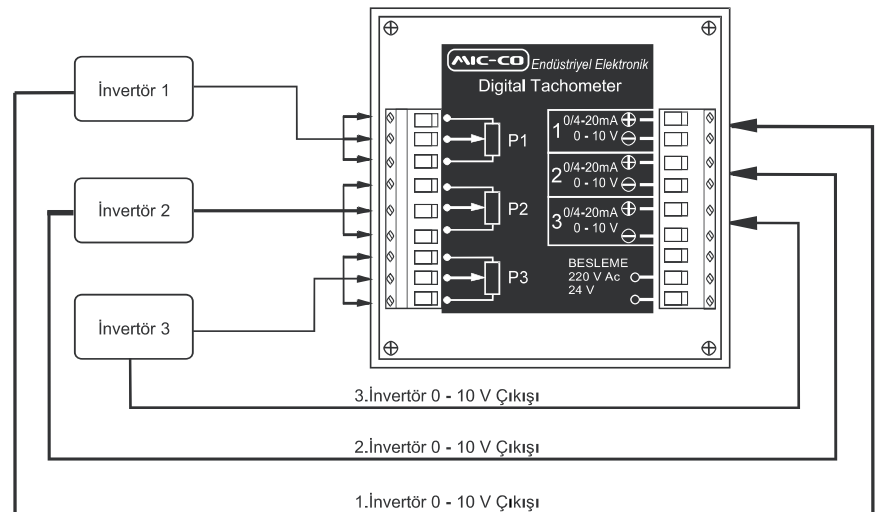 MIC-CO Endüstriyel Elektronik
Digital Tachometer
İnvertör 1
İnvertör 2
İnvertör 3
P1
P2
P3
1 0/4-20mA
0 - 10 V
2 0/4-20mA
0 - 10 V
3 0/4-20mA
0 - 10 V
BESLEME
220 V Ac
24 V
3.İnvertör 0 - 10 V Çıkışı
2.İnvertör 0 - 10 V Çıkışı
1.İnvertör 0 - 10 V Çıkışı